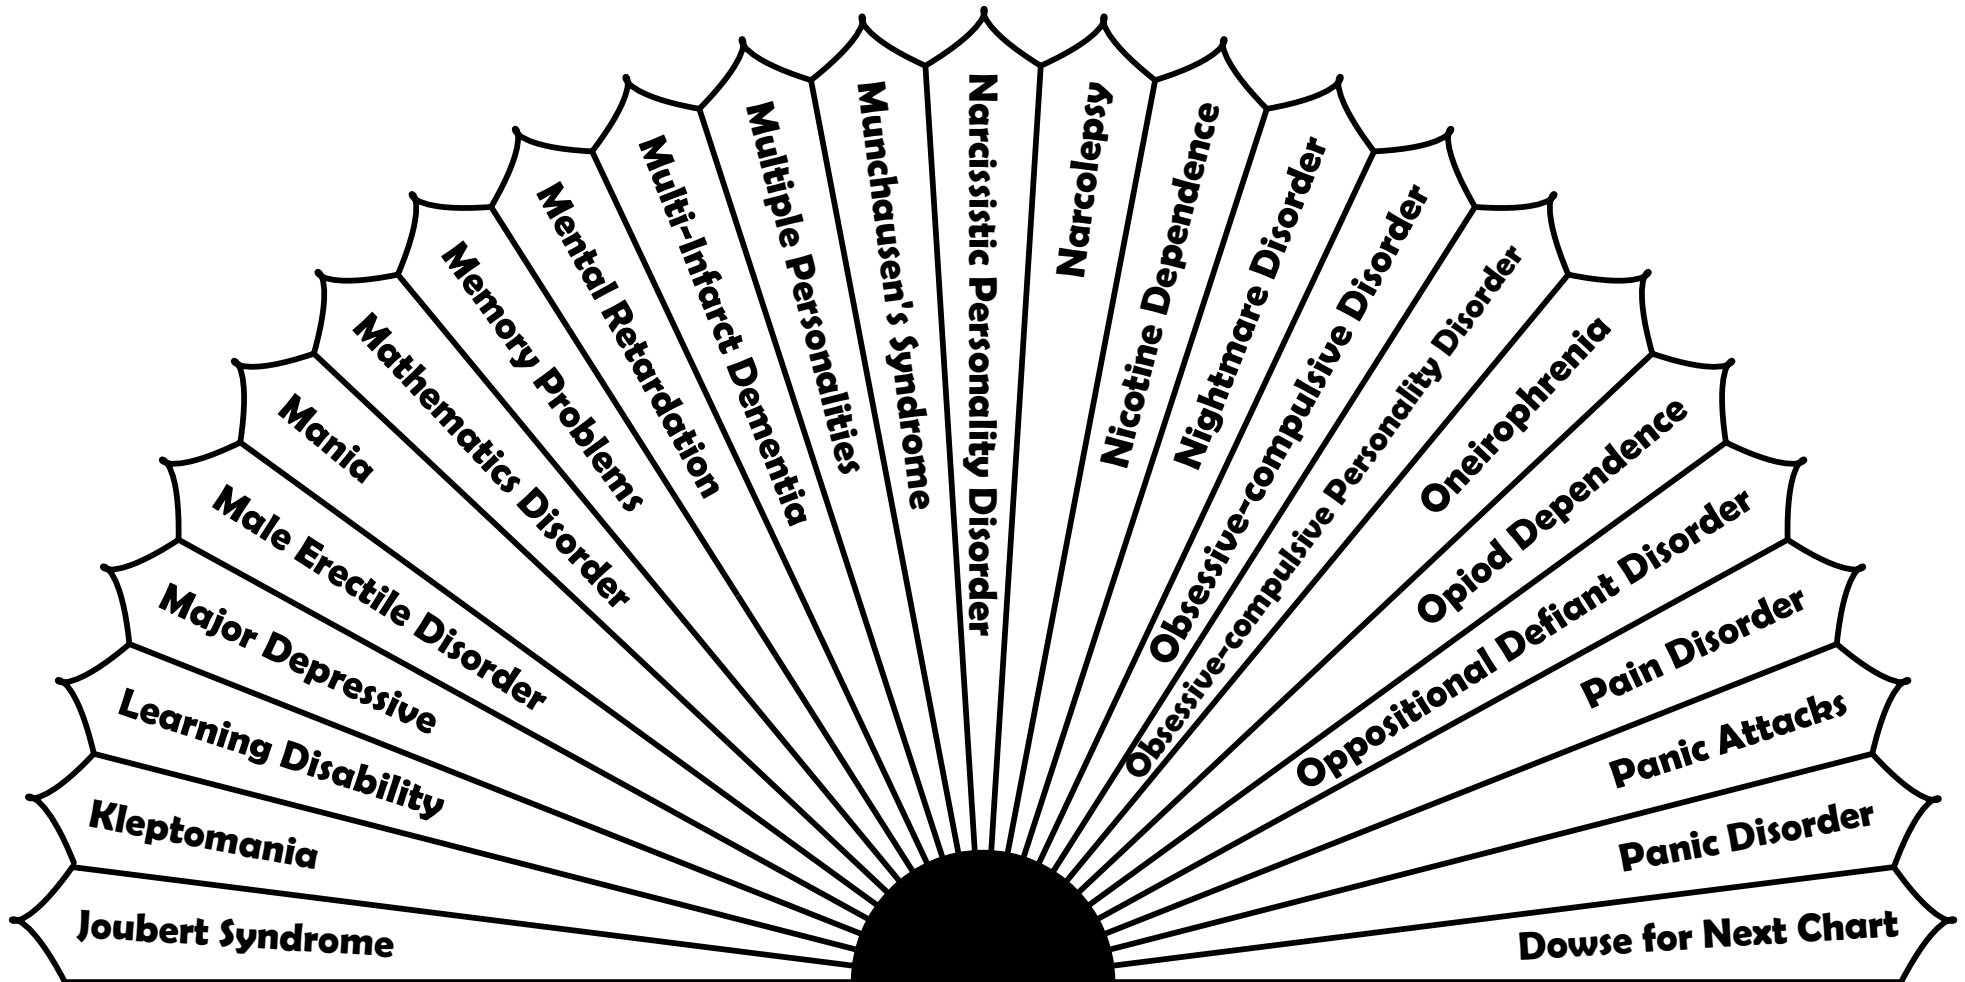 Joubert Syndrome
Kleptomania
Learning Disability
Major Depressive
Male Erectile Disorder
Mania
Mathematics Disorder
Memory Problems
Mental Retardation
Multi-Infarct Dementia
Multiple Personalities
Munchausen's Syndrome
Narcissistic Personality Disorder
Narcolepsy
Nicotine Dependence
Nightmare Disorder
Obsessive-compulsive Disorder
Obsessive-compulsive Personality Disorder
Oneirophrenia
Opiod Dependence
Oppositional Defiant Disorder
Pain Disorder
Panic Attacks
Panic Disorder
Dowse for Next Chart